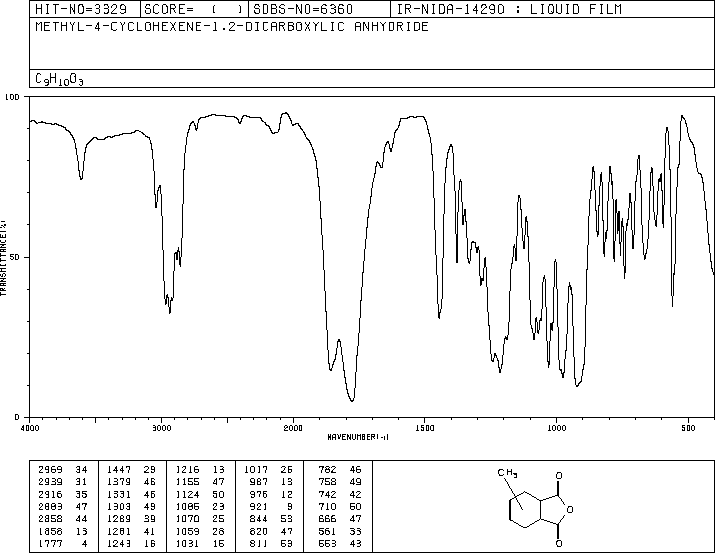 HIT-NO=3329 SCORE= ( ) SDBS-NO=6360 IR-NIDA-14290 : LIQUID FILM
METHYL-4-CYCLOHEXENE-1,2-DICARBOXYLIC ANHYDRIDE
C9H10O3
100
50
0
TRANSMITTANCE(%)
4000 3000 2000 1500 1000 500
WAVENUMBER(-1)
2969 34 1447 29 1216 13 1017 26 782 46
2939 31 1379 46 1155 47 987 13 758 49
2916 35 1331 46 1124 50 976 12 742 42
2883 47 1303 49 1086 23 921 9 710 50
2858 44 1289 39 1070 25 844 53 666 47
1858 13 1281 41 1059 26 820 47 561 33
1777 4 1243 16 1031 15 811 53 553 43
CH3
O
O
O